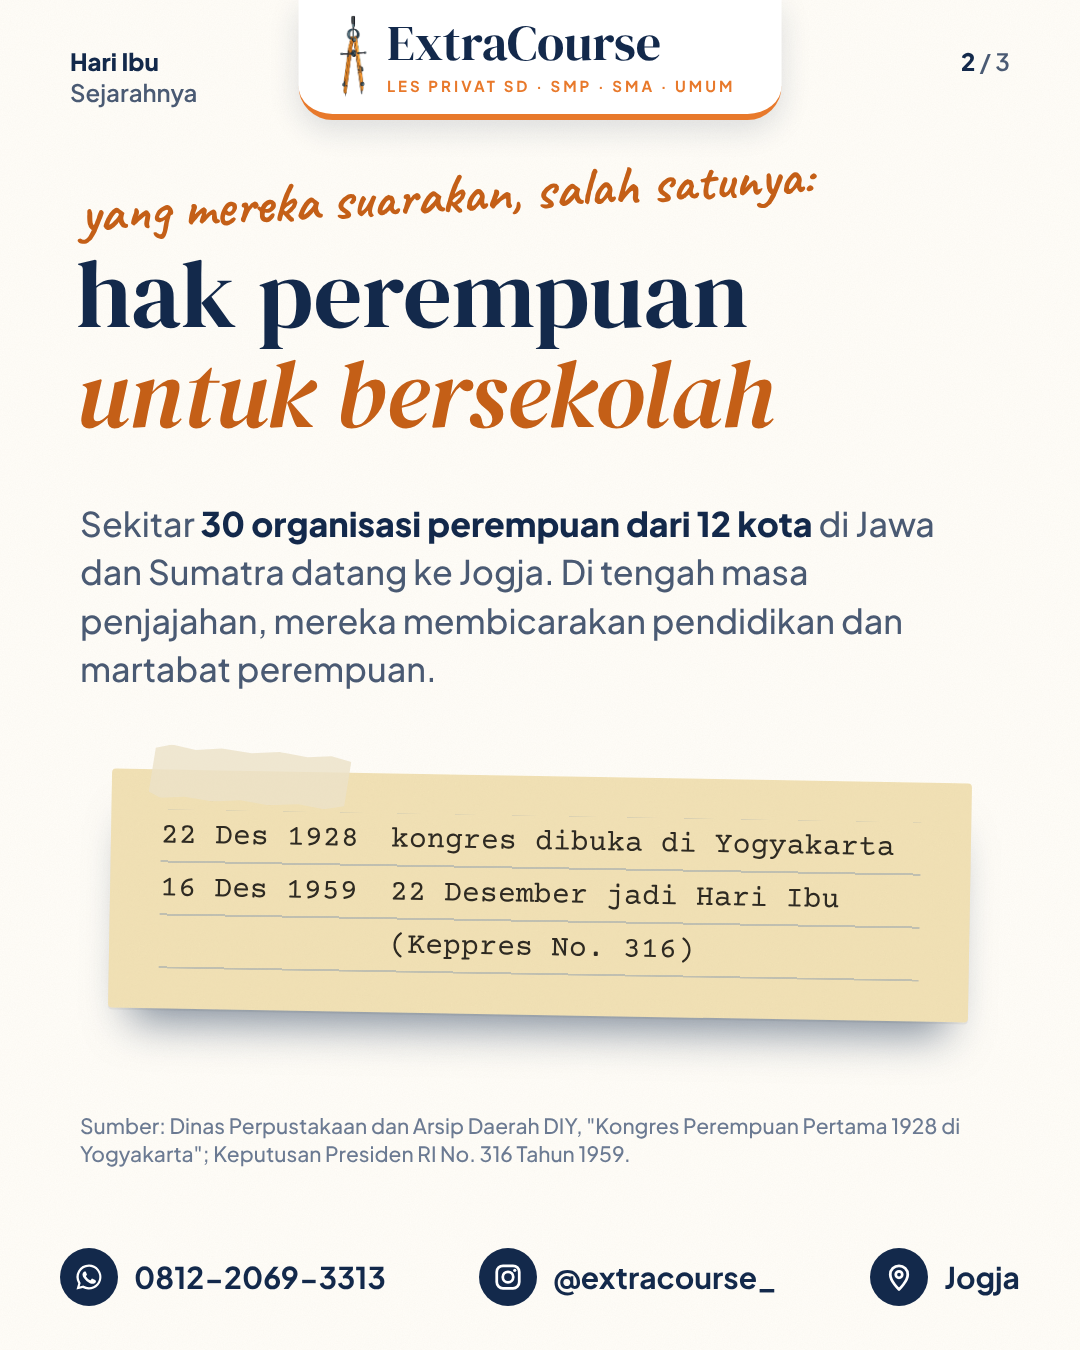 Hari Ibu
Sejarahnya
ExtraCourse
LES PRIVAT SD · SMP · SMA · UMUM
2 / 3
yang mereka suarakan, salah satunya:
hak perempuan
untuk bersekolah
Sekitar 30 organisasi perempuan dari 12 kota di Jawa
dan Sumatra datang ke Jogja. Di tengah masa
penjajahan, mereka membicarakan pendidikan dan
martabat perempuan.
22 Des 1928 kongres dibuka di Yogyakarta
16 Des 1959 22 Desember jadi Hari Ibu
(Keppres No. 316)
Sumber: Dinas Perpustakaan dan Arsip Daerah DIY, "Kongres Perempuan Pertama 1928 di
Yogyakarta"; Keputusan Presiden RI No. 316 Tahun 1959.
0812-2069-3313
@extracourse_
Jogja